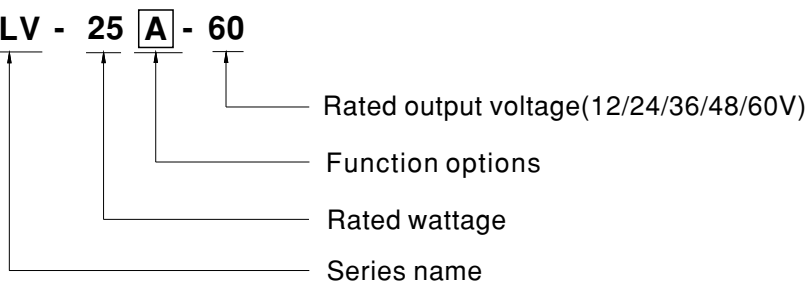 LV - 25 A - 60
Rated output voltage(12/24/36/48/60V)
Function options
Rated wattage
Series name